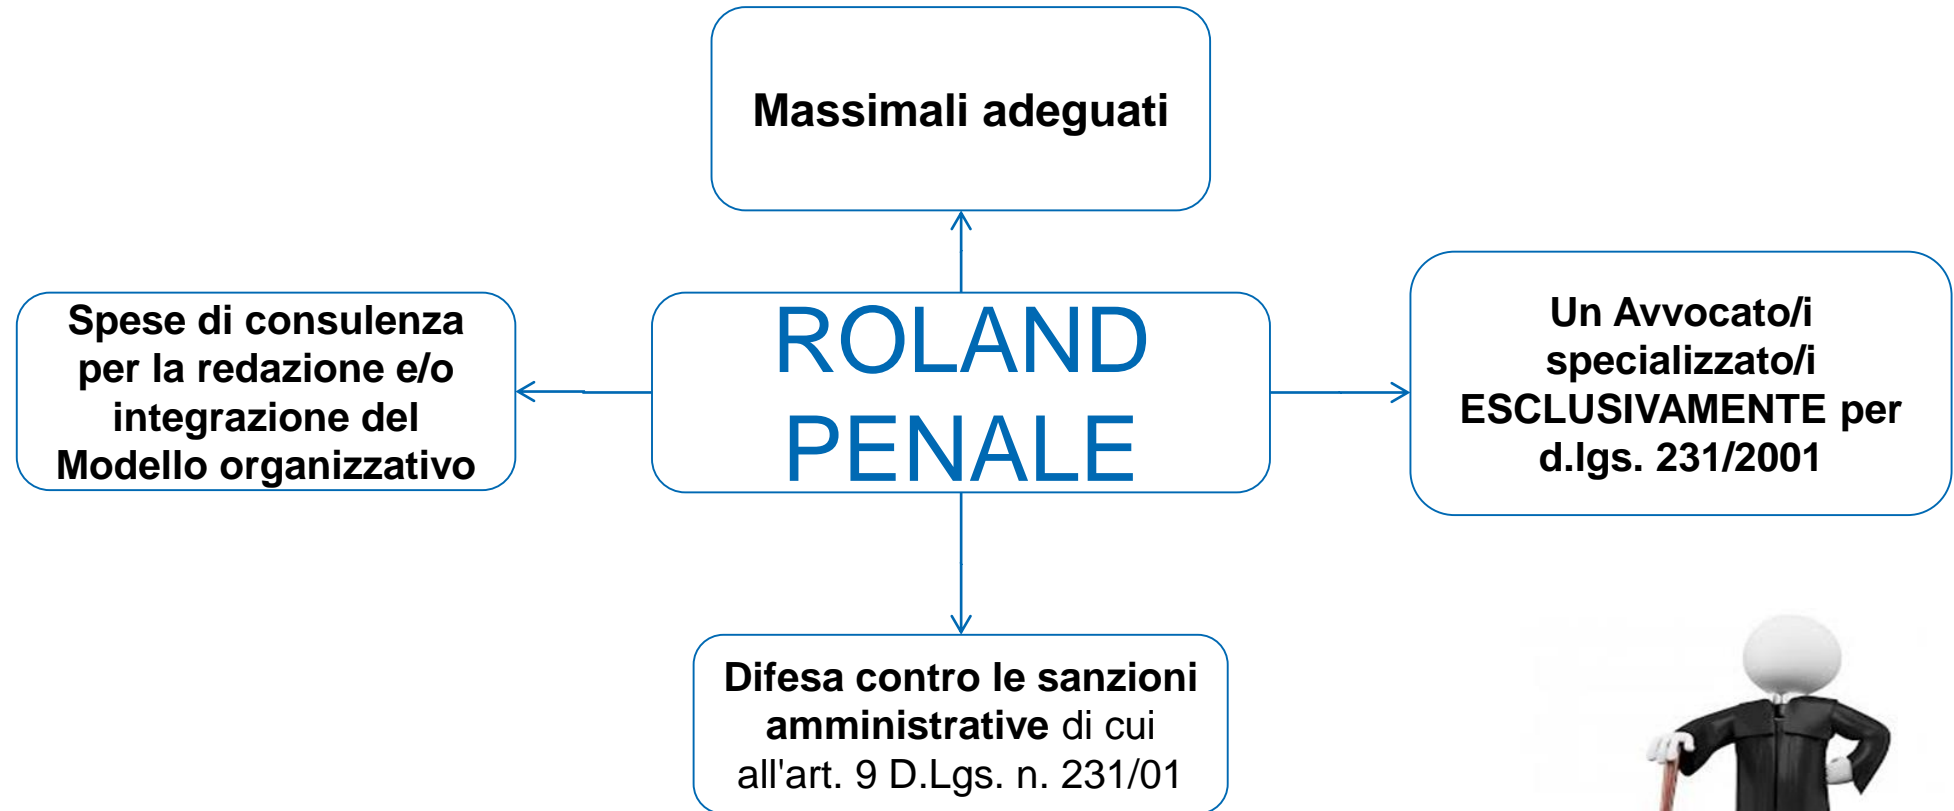 Massimali adeguati
Spese di consulenza
per la redazione e/o
integrazione del
Modello organizzativo
ROLAND
PENALE
Un Avvocato/i
specializzato/i
ESCLUSIVAMENTE per
d.lgs. 231/2001
Difesa contro le sanzioni
amministrative di cui
all'art. 9 D.Lgs. n. 231/01